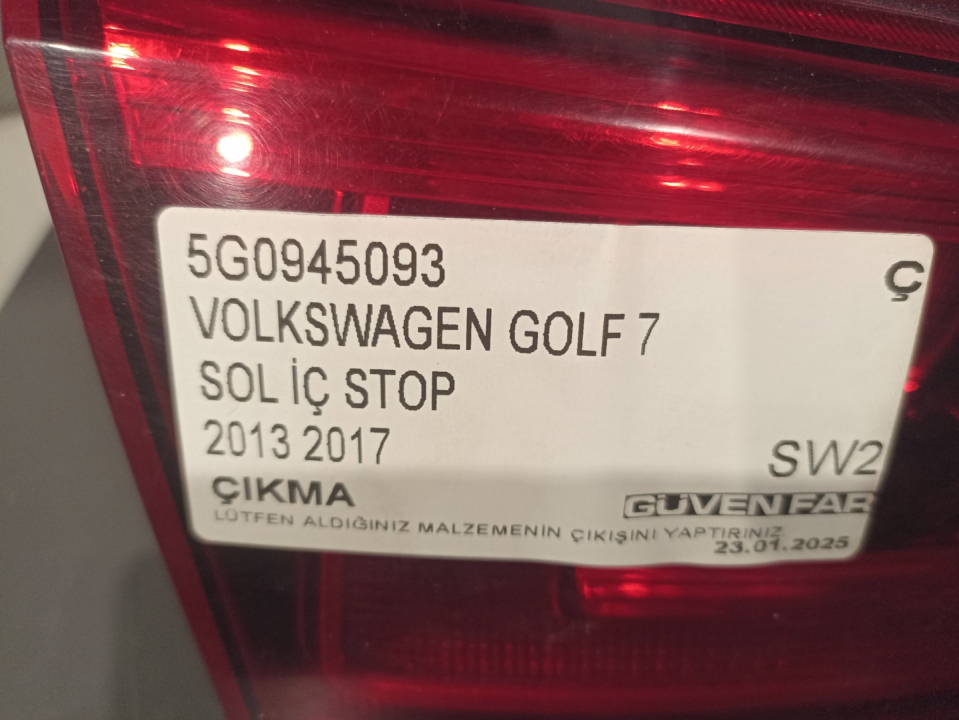 5G0945093
Ç
VOLKSWAGEN GOLF 7
SOL İÇ STOP
2013 2017
SW2
ÇIKMA
GÜVEN FAR
LÜTFEN ALDIĞINIZ MALZEMENİN ÇIKIŞINI YAPTIRINIZ
23.01.2025